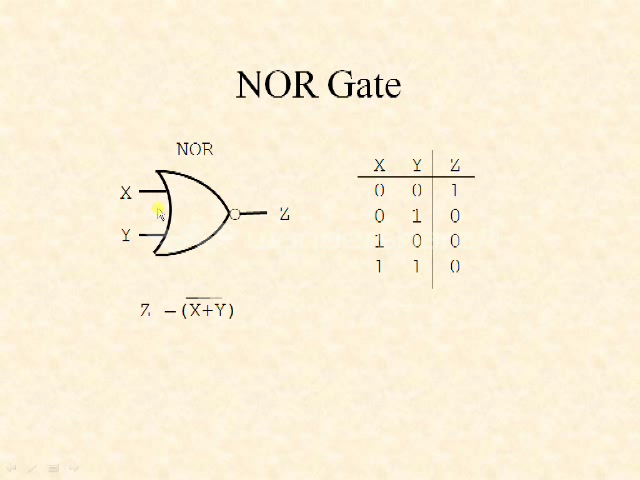 NOR Gate
NOR
X
Y
Z
Z –(X̅+̅Y̅)
X Y Z
0 0 1
0 1 0
1 0 0
1 1 0